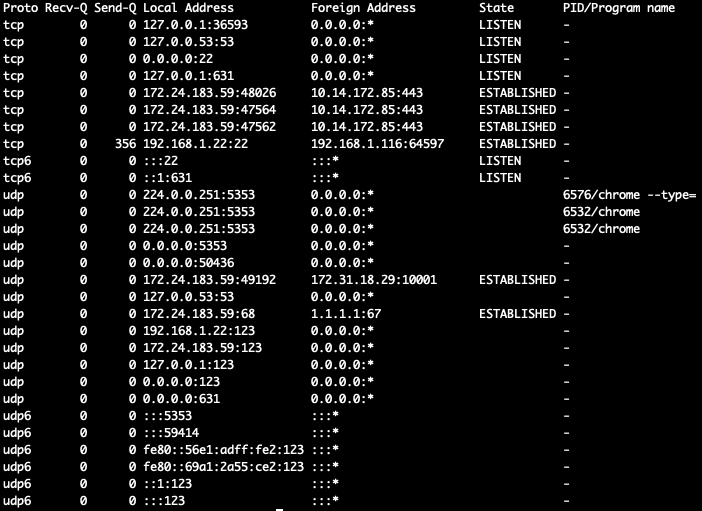 Proto Recv-Q Send-Q Local Address           Foreign Address         State       PID/Program name
tcp        0      0 127.0.0.1:36593         0.0.0.0:*               LISTEN      -
tcp        0      0 127.0.0.53:53           0.0.0.0:*               LISTEN      -
tcp        0      0 0.0.0.0:22              0.0.0.0:*               LISTEN      -
tcp        0      0 127.0.0.1:631           0.0.0.0:*               LISTEN      -
tcp        0      0 172.24.183.59:48026     10.14.172.85:443        ESTABLISHED -
tcp        0      0 172.24.183.59:47564     10.14.172.85:443        ESTABLISHED -
tcp        0      0 172.24.183.59:47562     10.14.172.85:443        ESTABLISHED -
tcp        0    356 192.168.1.22:22         192.168.1.116:64597     ESTABLISHED -
tcp6       0      0 :::22                   :::*                    LISTEN      -
tcp6       0      0 ::1:631                 :::*                    LISTEN      -
udp        0      0 224.0.0.251:5353        0.0.0.0:*                           6576/chrome --type=
udp        0      0 224.0.0.251:5353        0.0.0.0:*                           6532/chrome
udp        0      0 224.0.0.251:5353        0.0.0.0:*                           6532/chrome
udp        0      0 0.0.0.0:5353            0.0.0.0:*                           -
udp        0      0 0.0.0.0:50436           0.0.0.0:*                           -
udp        0      0 172.24.183.59:49192     172.31.18.29:10001      ESTABLISHED -
udp        0      0 127.0.0.53:53           0.0.0.0:*                           -
udp        0      0 172.24.183.59:68        1.1.1.1:67              ESTABLISHED -
udp        0      0 192.168.1.22:123        0.0.0.0:*                           -
udp        0      0 172.24.183.59:123       0.0.0.0:*                           -
udp        0      0 127.0.0.1:123           0.0.0.0:*                           -
udp        0      0 0.0.0.0:123             0.0.0.0:*                           -
udp        0      0 0.0.0.0:631             0.0.0.0:*                           -
udp6       0      0 :::5353                 :::*                                -
udp6       0      0 :::59414                :::*                                -
udp6       0      0 fe80::56e1:adff:fe2:123 :::*                                -
udp6       0      0 fe80::69a1:2a55:ce2:123 :::*                                -
udp6       0      0 ::1:123                 :::*                                -
udp6       0      0 :::123                  :::*                                -